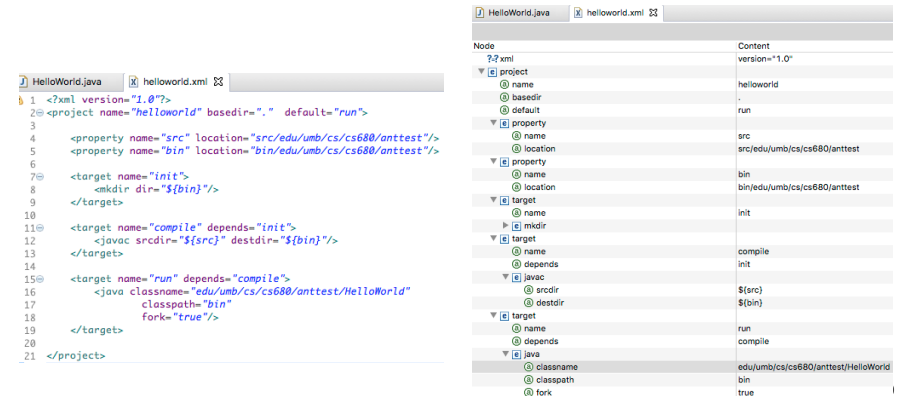 HelloWorld.java helloworld.xml
1 <?xml version="1.0"?>
2 <project name="helloworld" basedir="." default="run">
3
4 <property name="src" location="src/edu/umb/cs/cs680/anttest"/>
5 <property name="bin" location="bin/edu/umb/cs/cs680/anttest"/>
6
7 <target name="init">
8 <mkdir dir="${bin}"/>
9 </target>
10
11 <target name="compile" depends="init">
12 <javac srcdir="${src}" destdir="${bin}"/>
13 </target>
14
15 <target name="run" depends="compile">
16 <java classname="edu/umb/cs/cs680/anttest/HelloWorld"
17 classpath="bin"
18 fork="true"/>
19 </target>
20
21 </project>
HelloWorld.java helloworld.xml
Node Content
?-? xml version="1.0"
e project
a name helloworld
a basedir .
a default run
e property
a name src
a location src/edu/umb/cs/cs680/anttest
e property
a name bin
a location bin/edu/umb/cs/cs680/anttest
e target
a name init
e mkdir
e target
a name compile
a depends init
e javac
a srcdir ${src}
a destdir ${bin}
e target
a name run
a depends compile
e java
a classname edu/umb/cs/cs680/anttest/HelloWorld
a classpath bin
a fork true